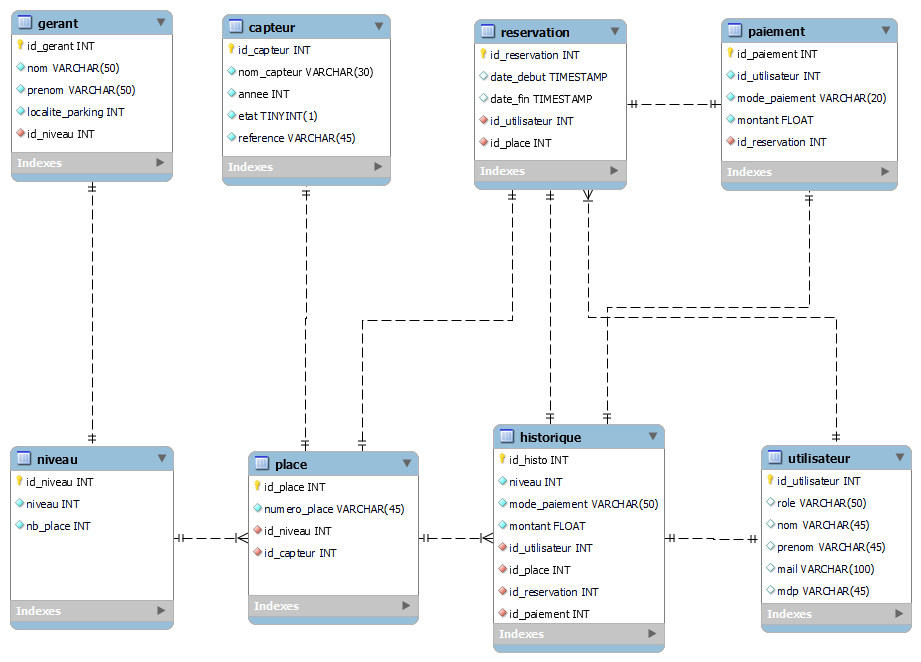 gerant
id_gerant INT
nom VARCHAR(50)
prenom VARCHAR(50)
localite_parking INT
id_niveau INT
Indexes
capteur
id_capteur INT
nom_capteur VARCHAR(30)
annee INT
etat TINYINT(1)
reference VARCHAR(45)
Indexes
reservation
id_reservation INT
date_debut TIMESTAMP
date_fin TIMESTAMP
id_utilisateur INT
id_place INT
Indexes
paiement
id_paiement INT
id_utilisateur INT
mode_paiement VARCHAR(20)
montant FLOAT
id_reservation INT
Indexes
niveau
id_niveau INT
niveau INT
nb_place INT
Indexes
place
id_place INT
numero_place VARCHAR(45)
id_niveau INT
id_capteur INT
Indexes
historique
id_histo INT
niveau INT
mode_paiement VARCHAR(50)
montant FLOAT
id_utilisateur INT
id_place INT
id_reservation INT
id_paiement INT
Indexes
utilisateur
id_utilisateur INT
role VARCHAR(50)
nom VARCHAR(45)
prenom VARCHAR(45)
mail VARCHAR(100)
mdp VARCHAR(45)
Indexes